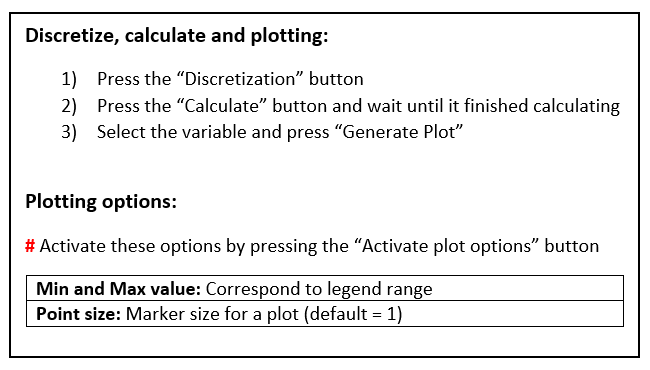 Discretize, calculate and plotting:
1) Press the “Discretization” button
2) Press the “Calculate” button and wait until it finished calculating
3) Select the variable and press “Generate Plot”
Plotting options:
# Activate these options by pressing the “Activate plot options” button
Min and Max value: Correspond to legend range
Point size: Marker size for a plot (default = 1)